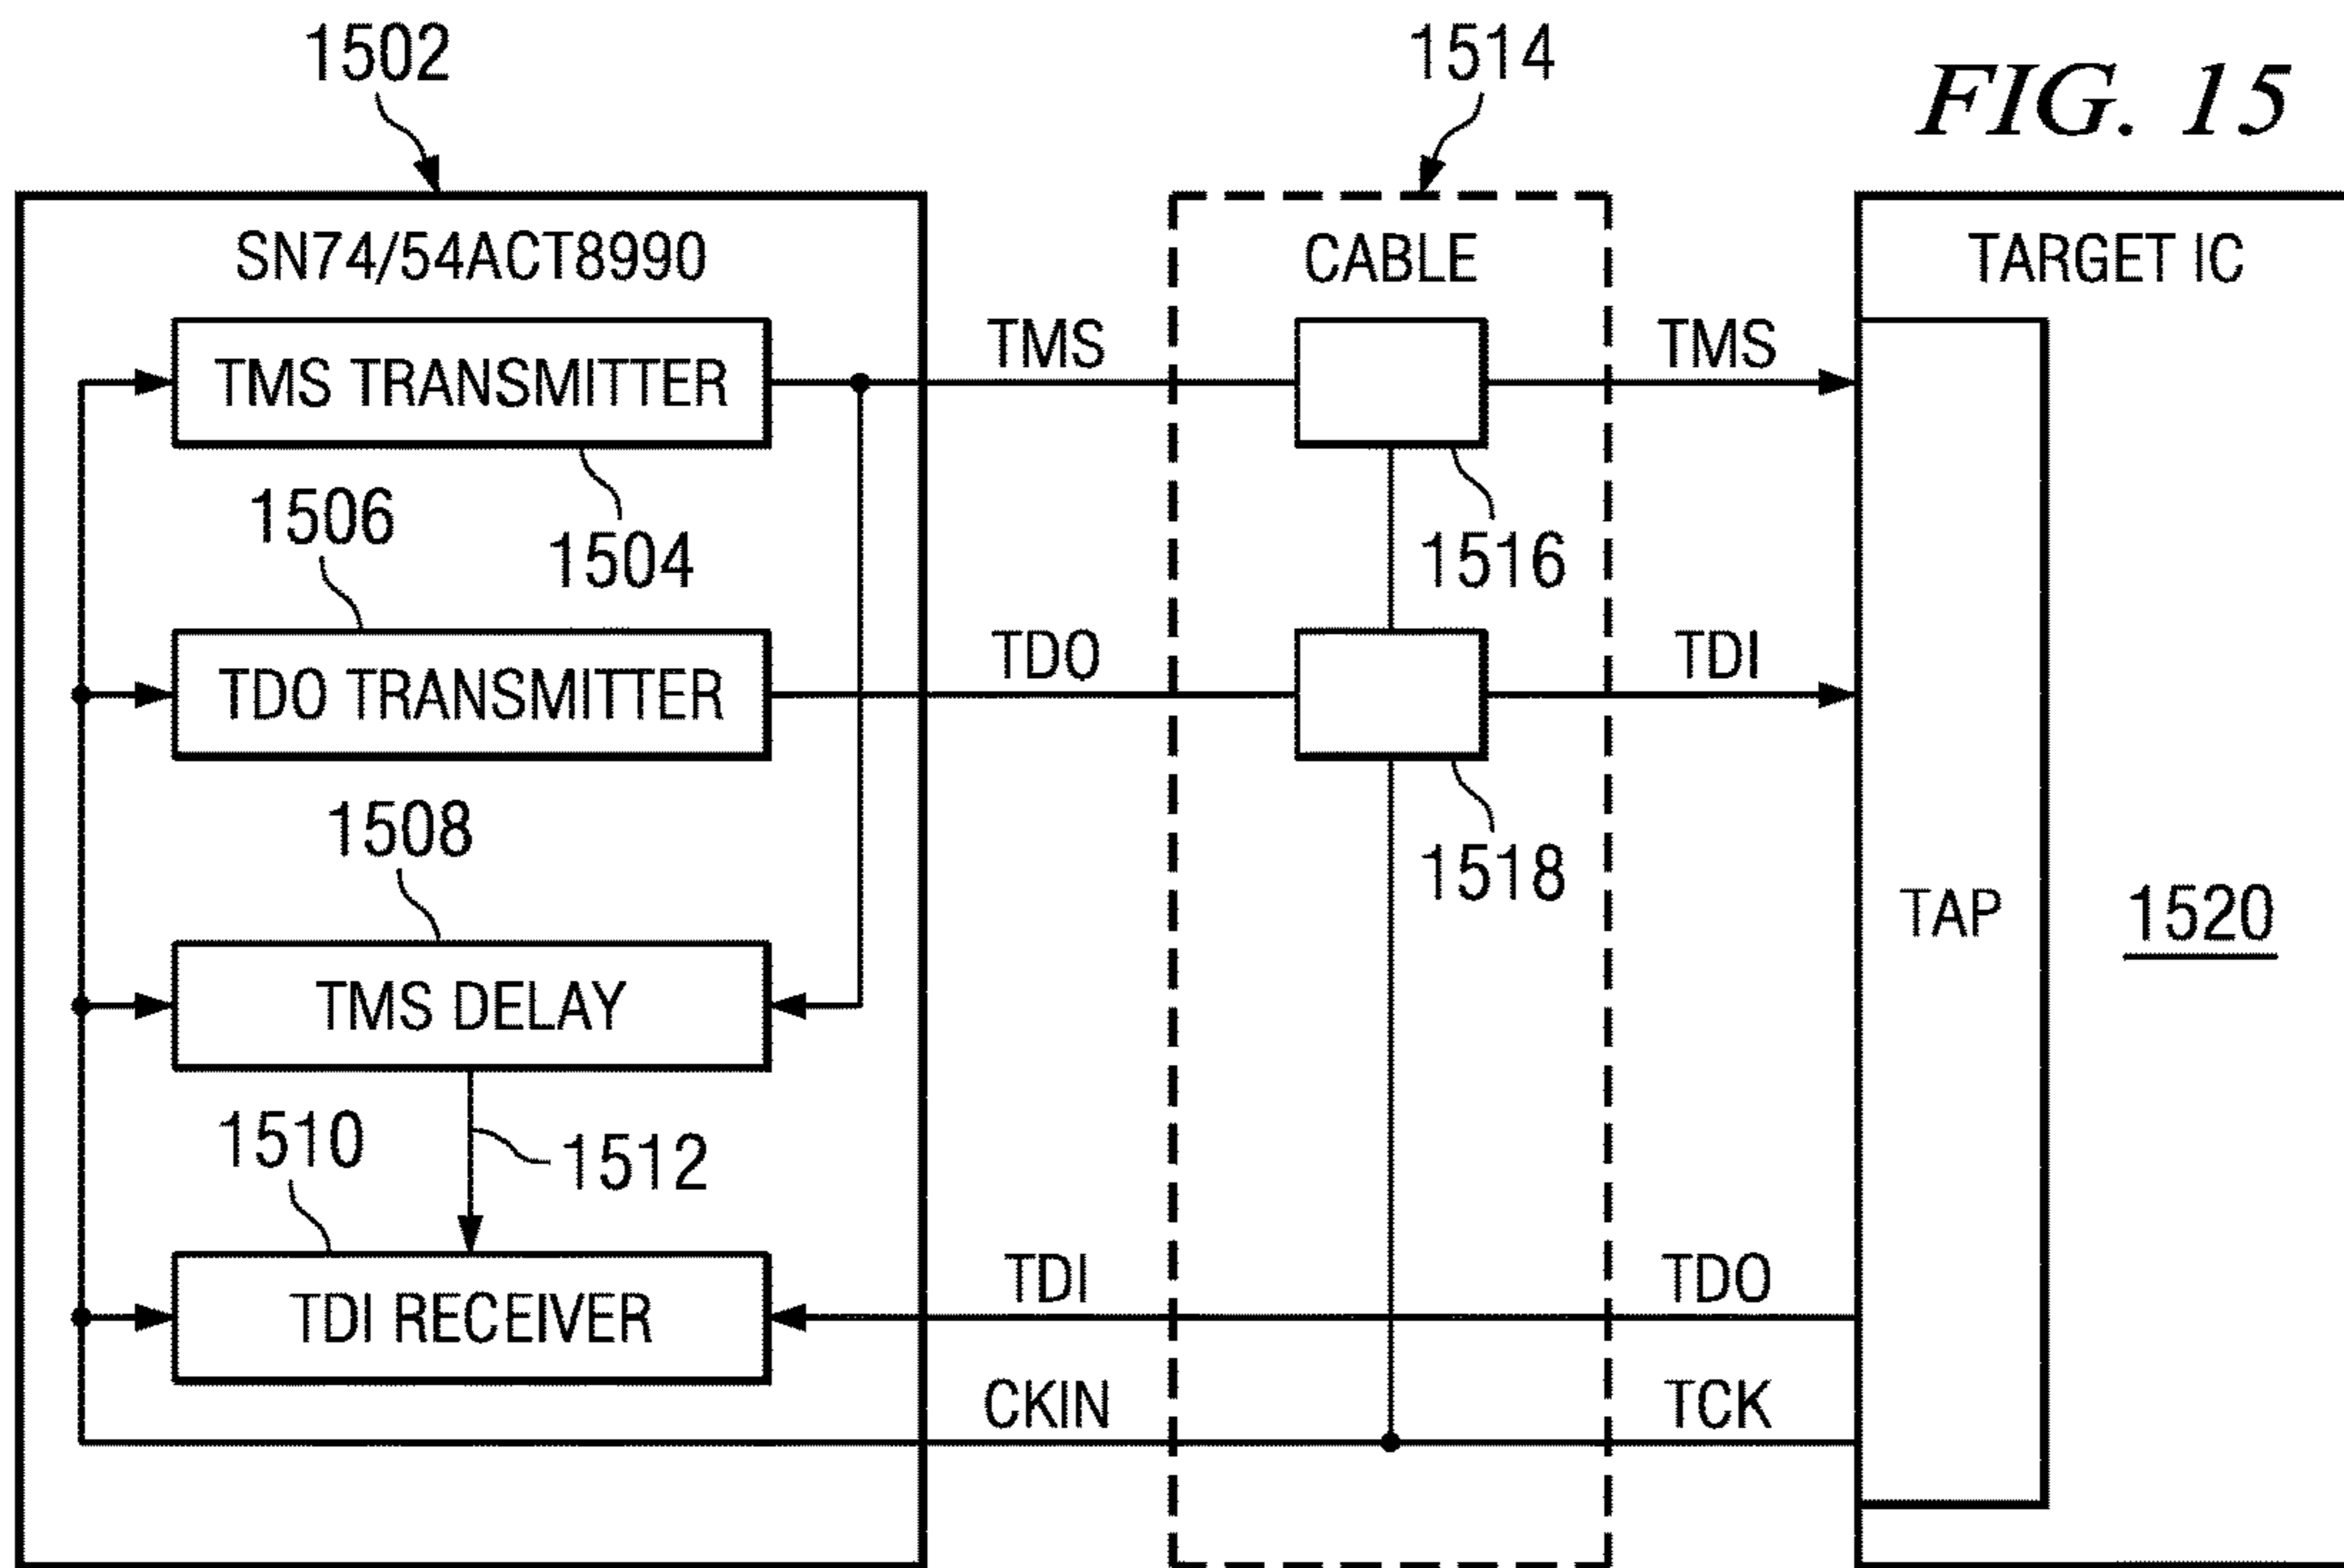 1502
1514
FIG. 15
SN74/54ACT8990
CABLE
TARGET IC
TMS TRANSMITTER
TMS
TMS
1506
1504
1516
TDO TRANSMITTER
TDO
TDI
1508
1518
TAP
1520
TMS DELAY
1510
1512
TDI RECEIVER
TDI
TDO
CKIN
TCK